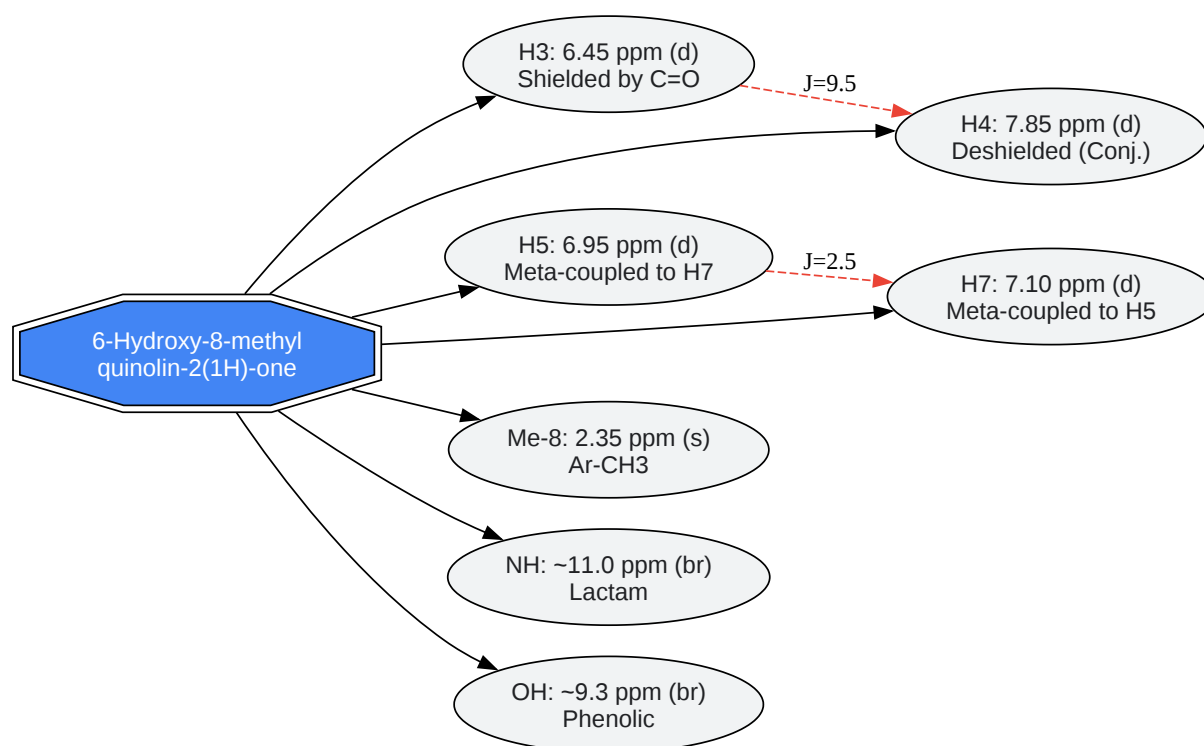 H3: 6.45 ppm (d)
Shielded by C=O
J=9.5
H4: 7.85 ppm (d)
Deshielded (Conj.)
H5: 6.95 ppm (d)
Meta-coupled to H7
J=2.5
H7: 7.10 ppm (d)
Meta-coupled to H5
6-Hydroxy-8-methyl
quinolin-2(1H)-one
Me-8: 2.35 ppm (s)
Ar-CH3
NH: ~11.0 ppm (br)
Lactam
OH: ~9.3 ppm (br)
Phenolic